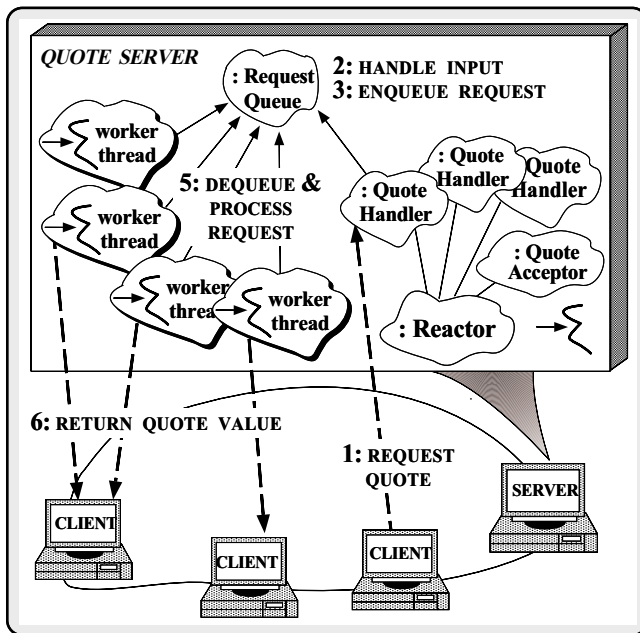 QUOTE SERVER
: Request
Queue
2: HANDLE INPUT
3: ENQUEUE REQUEST
worker
thread
worker
thread
worker
thread
worker
thread
5: DEQUEUE &
PROCESS
REQUEST
: Quote
Handler
: Quote
Handler
: Quote
Handler
: Quote
Acceptor
: Reactor
6: RETURN QUOTE VALUE
1: REQUEST
QUOTE
SERVER
CLIENT
CLIENT
CLIENT